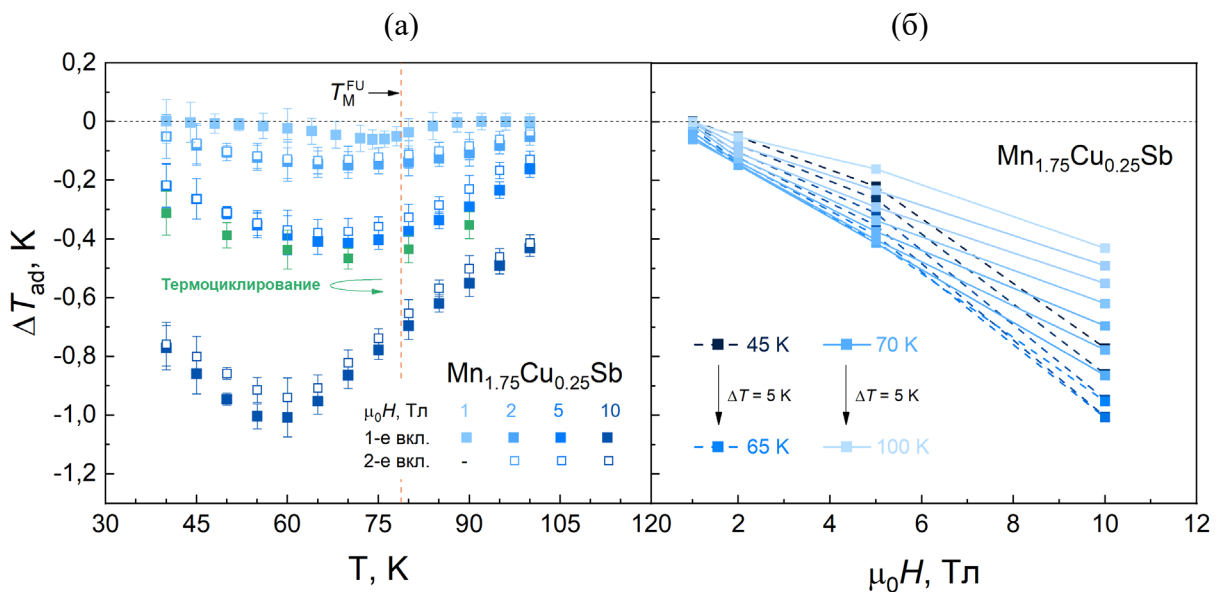 (а)
(б)
0,2
0
-0,2
-0,4
-0,6
-0,8
-1,0
-1,2
ΔT_ad, K
T_M^FU
Термоциклирование
Mn1.75Cu0.25Sb
μ0H, Тл 1 2 5 10
1-е вкл.
2-е вкл. -
30 45 60 75 90 105 120
T, K
Mn1.75Cu0.25Sb
45 K 70 K
ΔT = 5 K ΔT = 5 K
65 K 100 K
0 2 4 6 8 10 12
μ0H, Тл